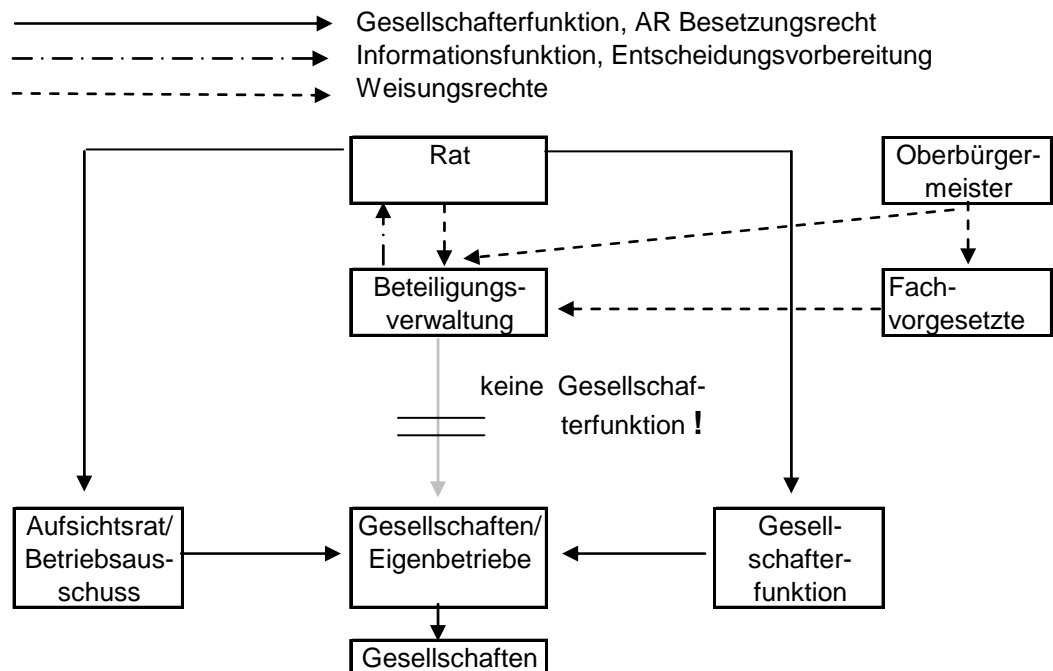 Gesellschafterfunktion, AR Besetzungsrecht
Informationsfunktion, Entscheidungsvorbereitung
Weisungsrechte
Rat
Oberbürger-
meister
Beteiligungs-
verwaltung
Fach-
vorgesetzte
keine Gesellschaf-
terfunktion !
Aufsichtsrat/
Betriebsaus-
schuss
Gesellschaften/
Eigenbetriebe
Gesell-
schafter-
funktion
Gesellschaften